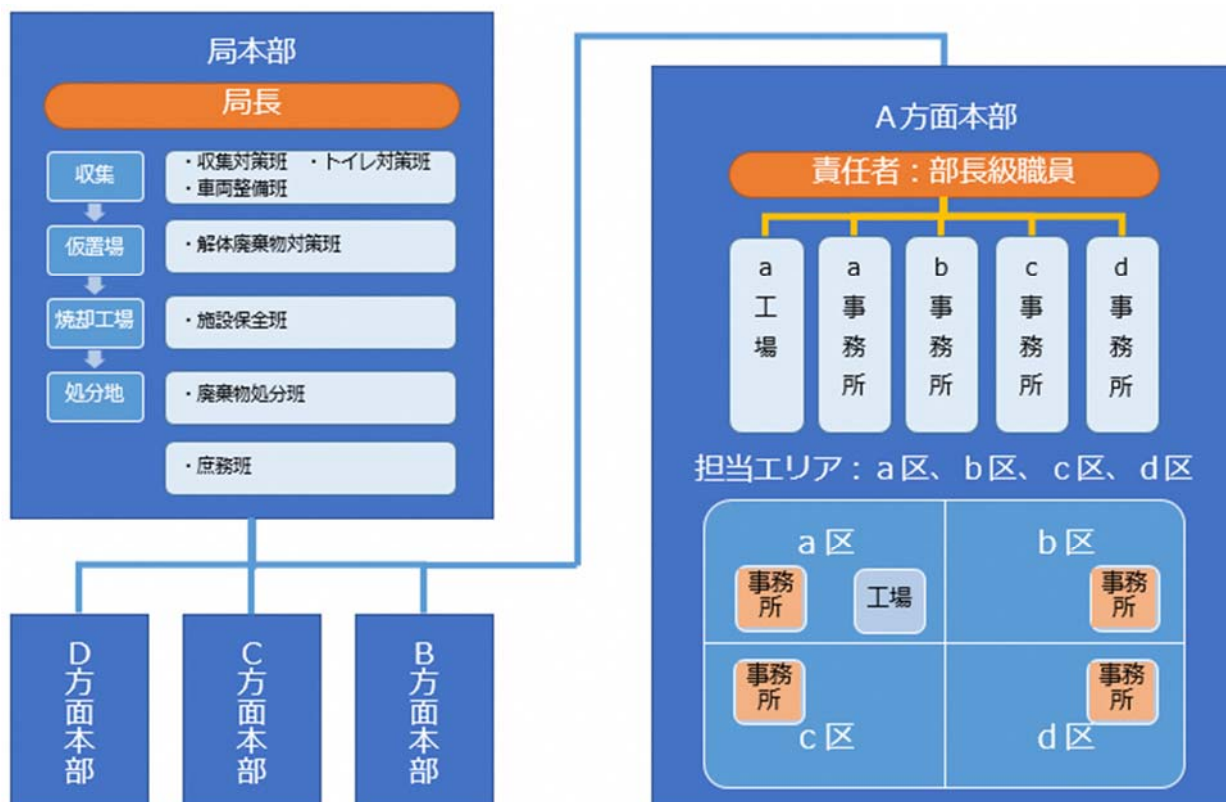 局本部
局長
収集
・収集対策班 ・トイレ対策班
・車両整備班
仮置場
・解体廃棄物対策班
焼却工場
・施設保全班
処分地
・廃棄物処分班
・庶務班
D方面本部
C方面本部
B方面本部
A方面本部
責任者：部長級職員
a工場
a事務所
b事務所
c事務所
d事務所
担当エリア：a区、b区、c区、d区
a区
事務
所
工場
b区
事務
所
事務
所
c区
事務
所
d区